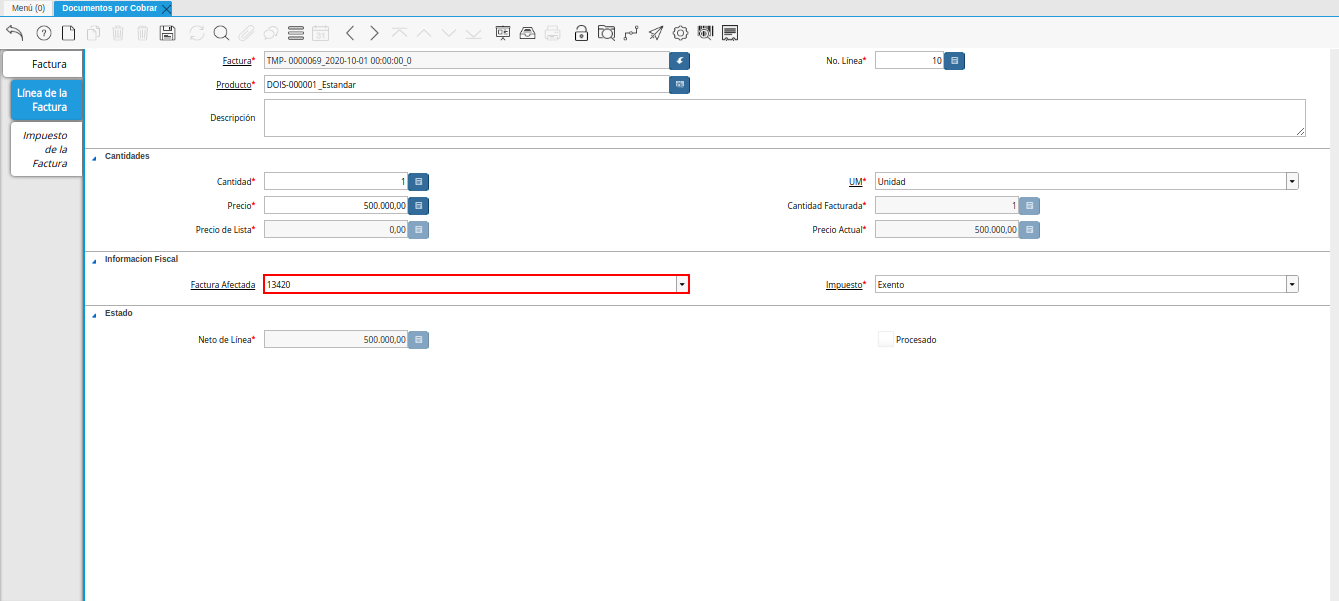 Menú (0)
Documentos por Cobrar
Factura
Línea de la
Factura
Impuesto
de la
Factura
Factura* TMP- 0000069_2020-10-01 00:00:00_0
No. Línea* 10
Producto* DOIS-000001_Estandar
Descripción
Cantidades
Cantidad* 1
UM* Unidad
Precio* 500.000,00
Cantidad Facturada* 1
Precio de Lista* 0,00
Precio Actual* 500.000,00
Informacion Fiscal
Factura Afectada 13420
Impuesto* Exento
Estado
Neto de Línea* 500.000,00
Procesado